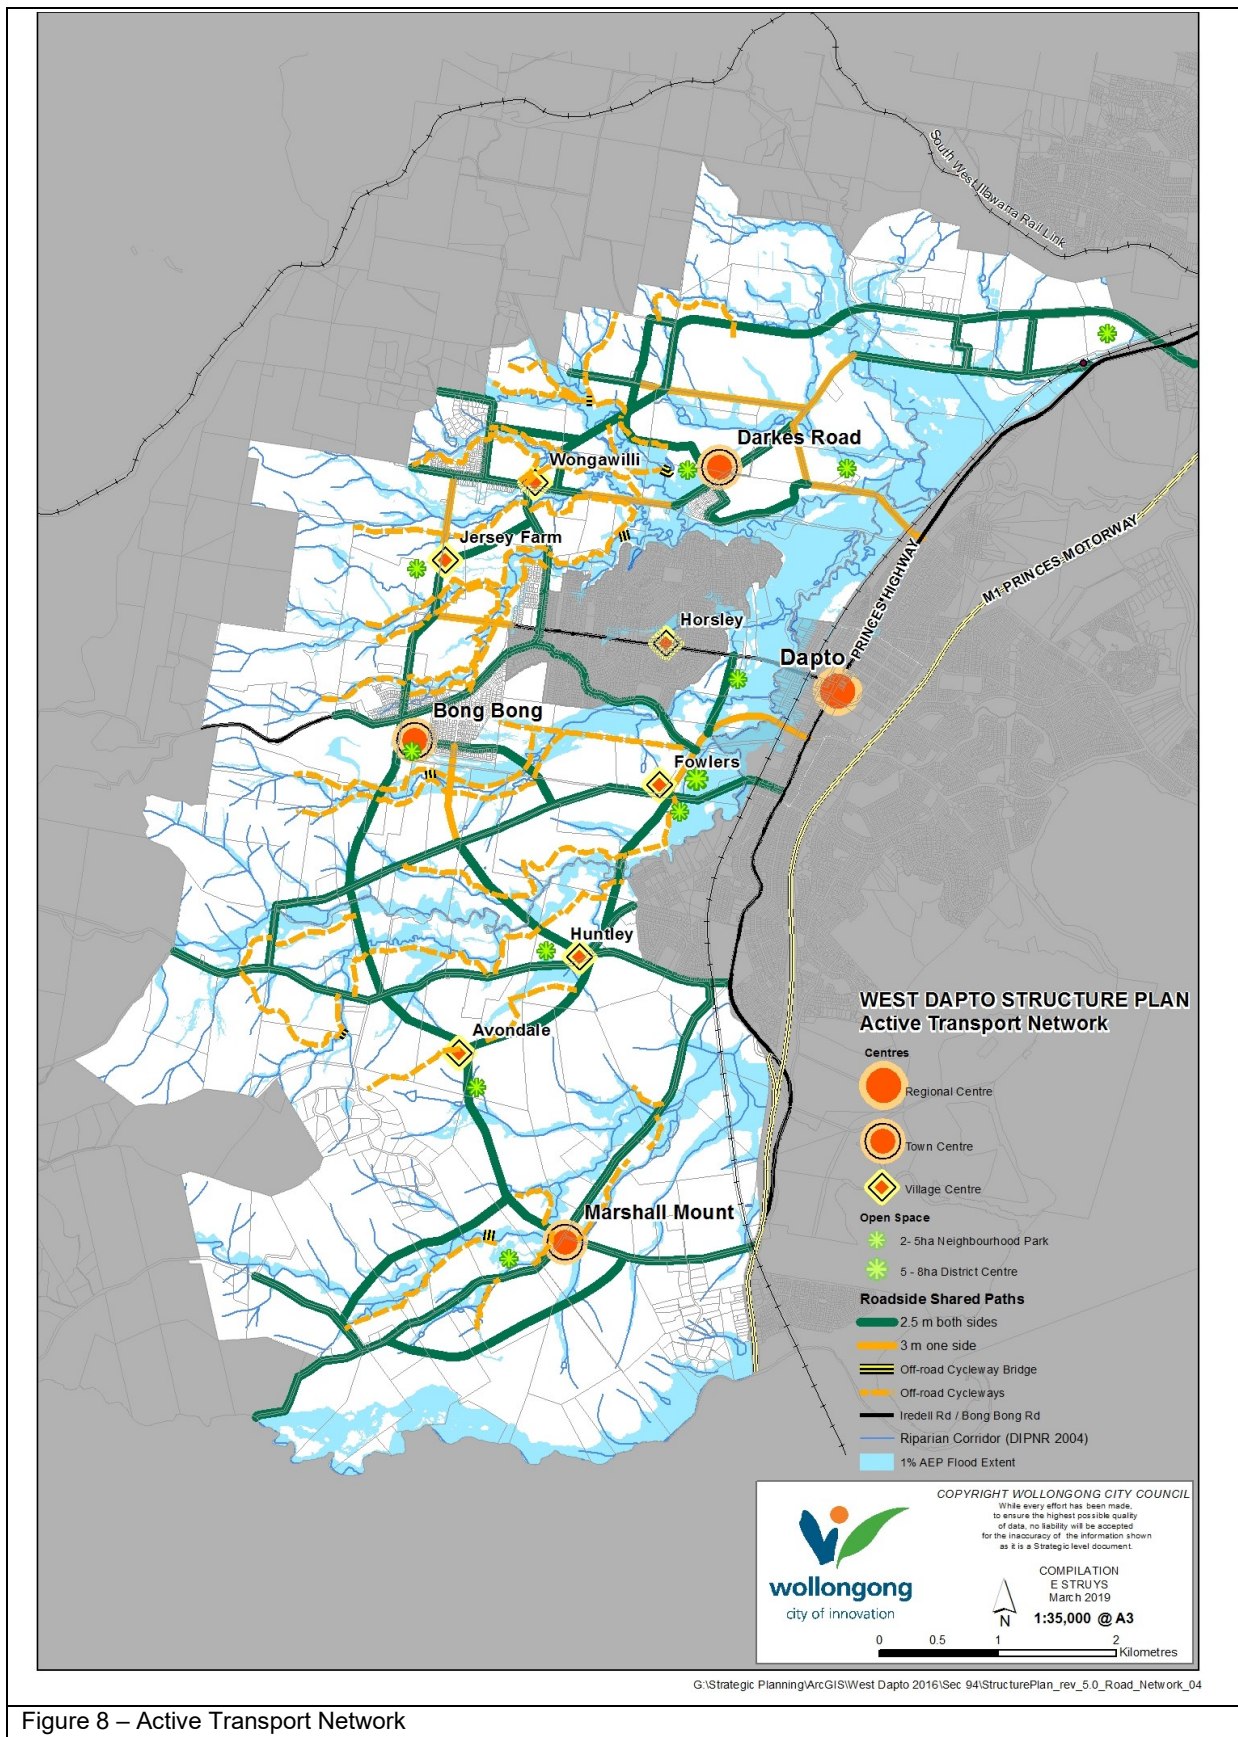 South West Illawarra Rail Link
Darkes Road
Wongawilli
Jersey Farm
PRINCES HIGHWAY
M1 PRINCES MOTORWAY
Horsley
Dapto
Bong Bong
Fowlers
Huntley
Avondale
Marshall Mount
WEST DAPTO STRUCTURE PLAN
Active Transport Network
Centres
Regional Centre
Town Centre
Village Centre
Open Space
2- 5ha Neighbourhood Park
5 - 8ha District Centre
Roadside Shared Paths
2.5 m both sides
3 m one side
Off-road Cycleway Bridge
Off-road Cycleways
Iredell Rd / Bong Bong Rd
Riparian Corridor (DIPNR 2004)
1% AEP Flood Extent
COPYRIGHT WOLLONGONG CITY COUNCIL
While every effort has been made,
to ensure the highest possible quality
of data, no liability will be accepted
for the inaccuracy of the information shown
as it is a Strategic level document.
wollongong
city of innovation
COMPILATION
E STRUYS
March 2019
N
1:35,000 @ A3
0 0.5 1 2
Kilometres
G:\Strategic Planning\ArcGIS\West Dapto 2016\Sec 94\StructurePlan_rev_5.0_Road_Network_04
Figure 8 – Active Transport Network